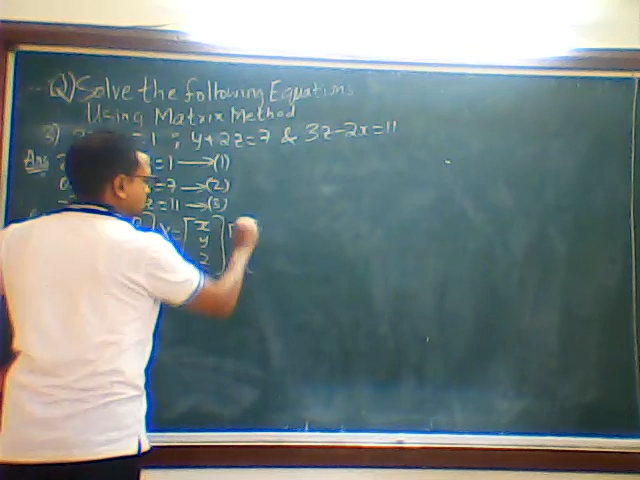 Q) Solve the following Equations
Using Matrix Method
3) = 1 ; y + 2z = 7 & 3z - 2x = 11
Ans = 1 → (1)
= 7 → (2)
z = 11 → (3)
X = [x
y
z]